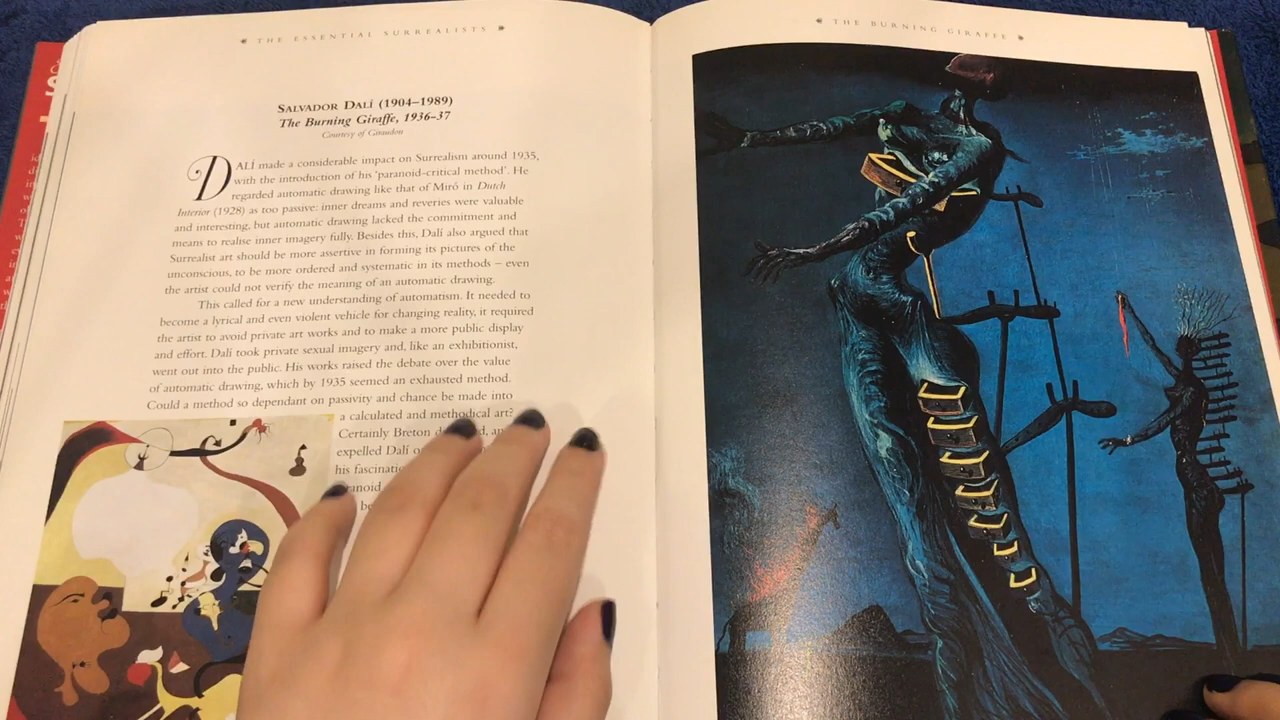 THE ESSENTIAL SURREALISTS
SALVADOR DALÍ (1904–1989)
The Burning Giraffe, 1936–37
Courtesy of Giraudon
DALÍ made a considerable impact on Surrealism around 1935,
with the introduction of his 'paranoid-critical method'. He
regarded automatic drawing like that of Miró in Dutch
Interior (1928) as too passive: inner dreams and reveries were valuable
and interesting, but automatic drawing lacked the commitment and
means to realise inner imagery fully. Besides this, Dalí also argued that
Surrealist art should be more assertive in forming its pictures of the
unconscious, to be more ordered and systematic in its methods – even
the artist could not verify the meaning of an automatic drawing.
This called for a new understanding of automatism. It needed to
become a lyrical and even violent vehicle for changing reality, it required
the artist to avoid private art works and to make a more public display
and effort. Dalí took private sexual imagery and, like an exhibitionist,
went out into the public. His works raised the debate over the value
of automatic drawing, which by 1935 seemed an exhausted method.
Could a method so dependant on passivity and chance be made into
a calculated and methodical art?
Certainly Breton
expelled Dalí
his
THE BURNING GIRAFFE